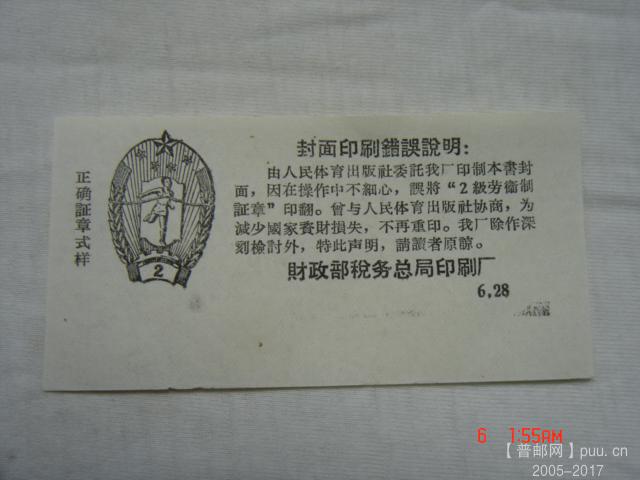 正确証章式样
2
封面印刷錯誤說明：
由人民体育出版社委託我厂印制本書封
面，因在操作中不細心，誤將“2級劳衞制
証章”印翻。曾与人民体育出版社协商，为
減少國家資財損失，不再重印。我厂除作深
刻檢討外，特此声明，請讀者原諒。
財政部稅务总局印刷厂
6.28
6 1:55AM
【普邮网】puu.cn
2005-2017